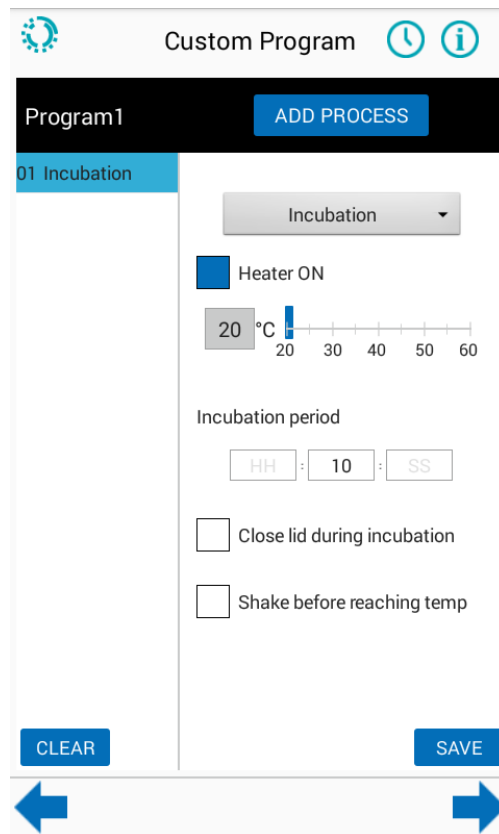 Custom Program
Program1 ADD PROCESS
01 Incubation
Incubation
Heater ON
20 °C
20 30 40 50 60
Incubation period
HH : 10 : SS
Close lid during incubation
Shake before reaching temp
CLEAR SAVE